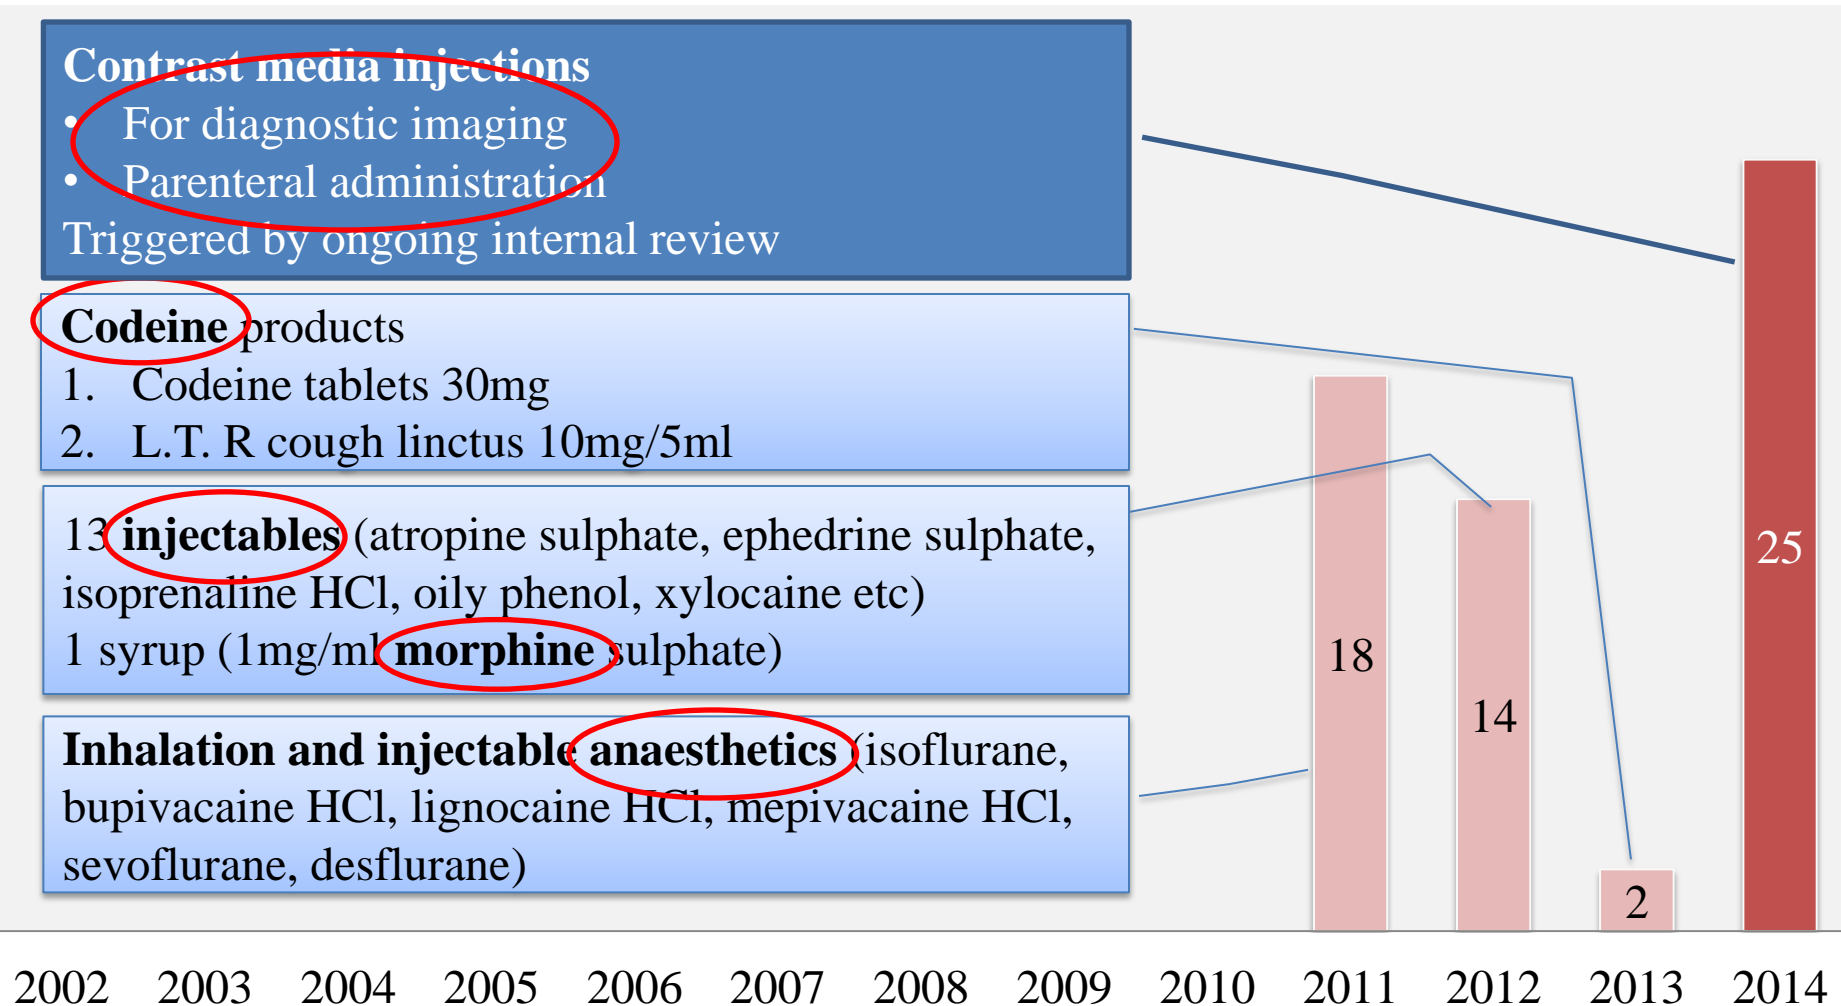 Contrast media injections
• For diagnostic imaging
• Parenteral administration
Triggered by ongoing internal review
Codeine products
1. Codeine tablets 30mg
2. L.T. R cough linctus 10mg/5ml
13 injectables (atropine sulphate, ephedrine sulphate,
isoprenaline HCl, oily phenol, xylocaine etc)
1 syrup (1mg/ml morphine sulphate)
Inhalation and injectable anaesthetics (isoflurane,
bupivacaine HCl, lignocaine HCl, mepivacaine HCl,
sevoflurane, desflurane)
18
14
2
25
2002 2003 2004 2005 2006 2007 2008 2009 2010 2011 2012 2013 2014